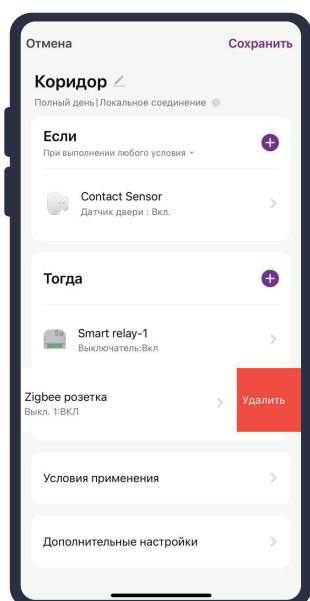 Отмена
Сохранить
Коридор
Полный день|Локальное соединение
Если
При выполнении любого условия
Contact Sensor
Датчик двери : Вкл.
Тогда
Smart relay-1
Выключатель:Вкл
Zigbee розетка
Выкл. 1:ВКЛ
Удалить
Условия применения
Дополнительные настройки